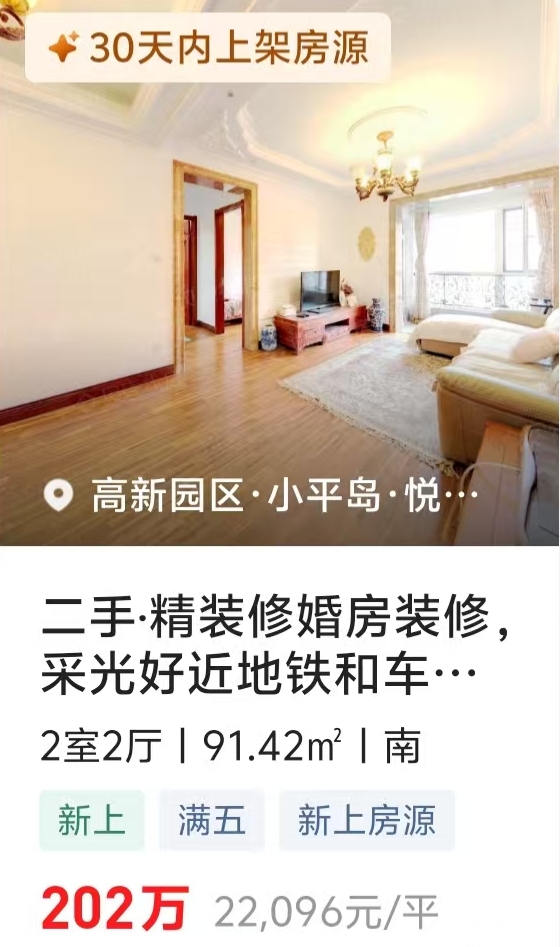 30天内上架房源
高新园区·小平岛·悦…
二手·精装修婚房装修，
采光好近地铁和车…
2室2厅 | 91.42㎡ | 南
新上 满五 新上房源
202万 22,096元/平